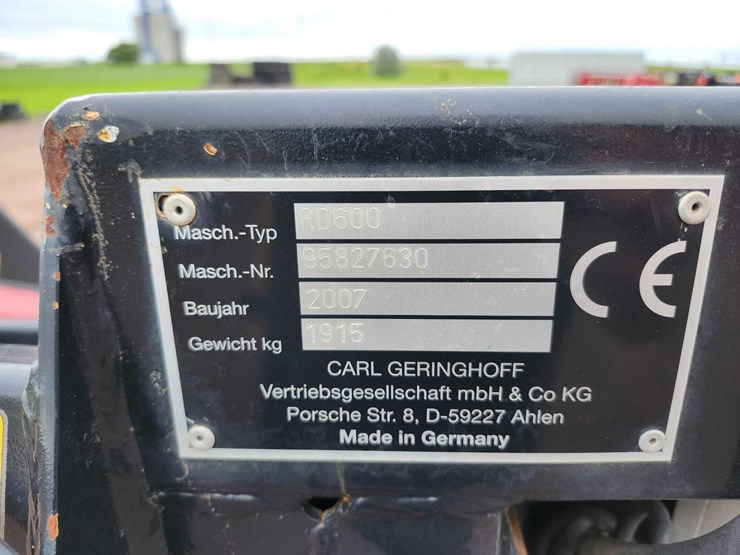 Masch.-Typ RD600
Masch.-Nr. 95827630
Baujahr 2007
Gewicht kg 1915
CE
CARL GERINGHOFF
Vertriebsgesellschaft mbH & Co KG
Porsche Str. 8, D-59227 Ahlen
Made in Germany